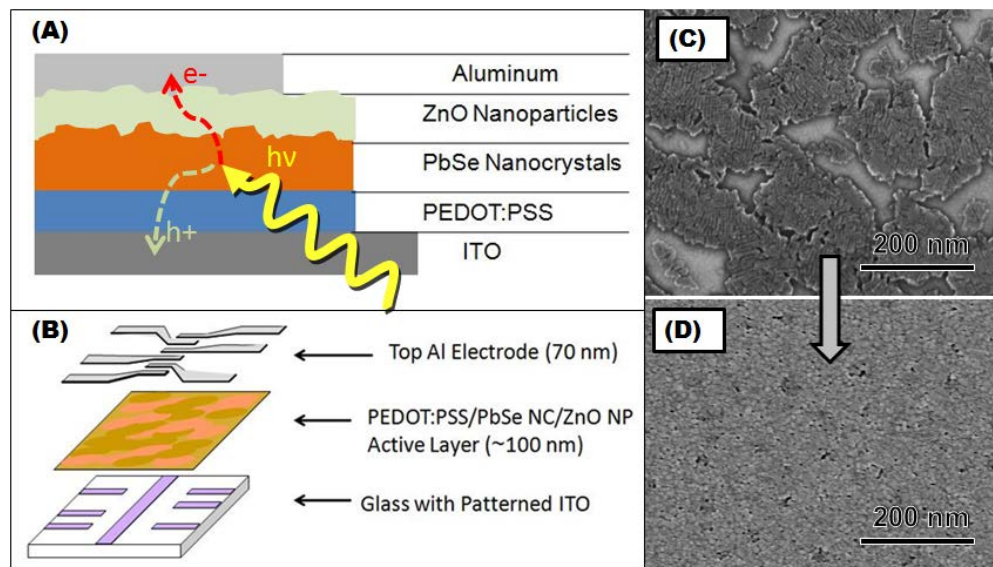 (A)
e-
hν
h+
Aluminum
ZnO Nanoparticles
PbSe Nanocrystals
PEDOT:PSS
ITO
(B)
Top Al Electrode (70 nm)
PEDOT:PSS/PbSe NC/ZnO NP
Active Layer (~100 nm)
Glass with Patterned ITO
(C)
200 nm
(D)
200 nm